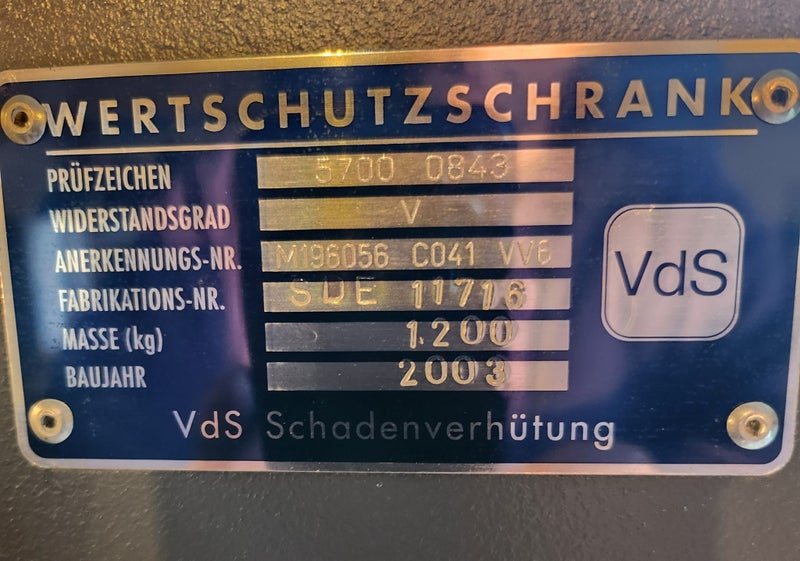 WERTSCHUTZSCHRANK
PRÜFZEICHEN 5700 0843
WIDERSTANDSGRAD V
ANERKENNUNGS-NR. M196056 C041 VV6
FABRIKATIONS-NR. SUE 11716
MASSE (kg) 1.200
BAUJAHR 2003
VdS
VdS Schadenverhütung